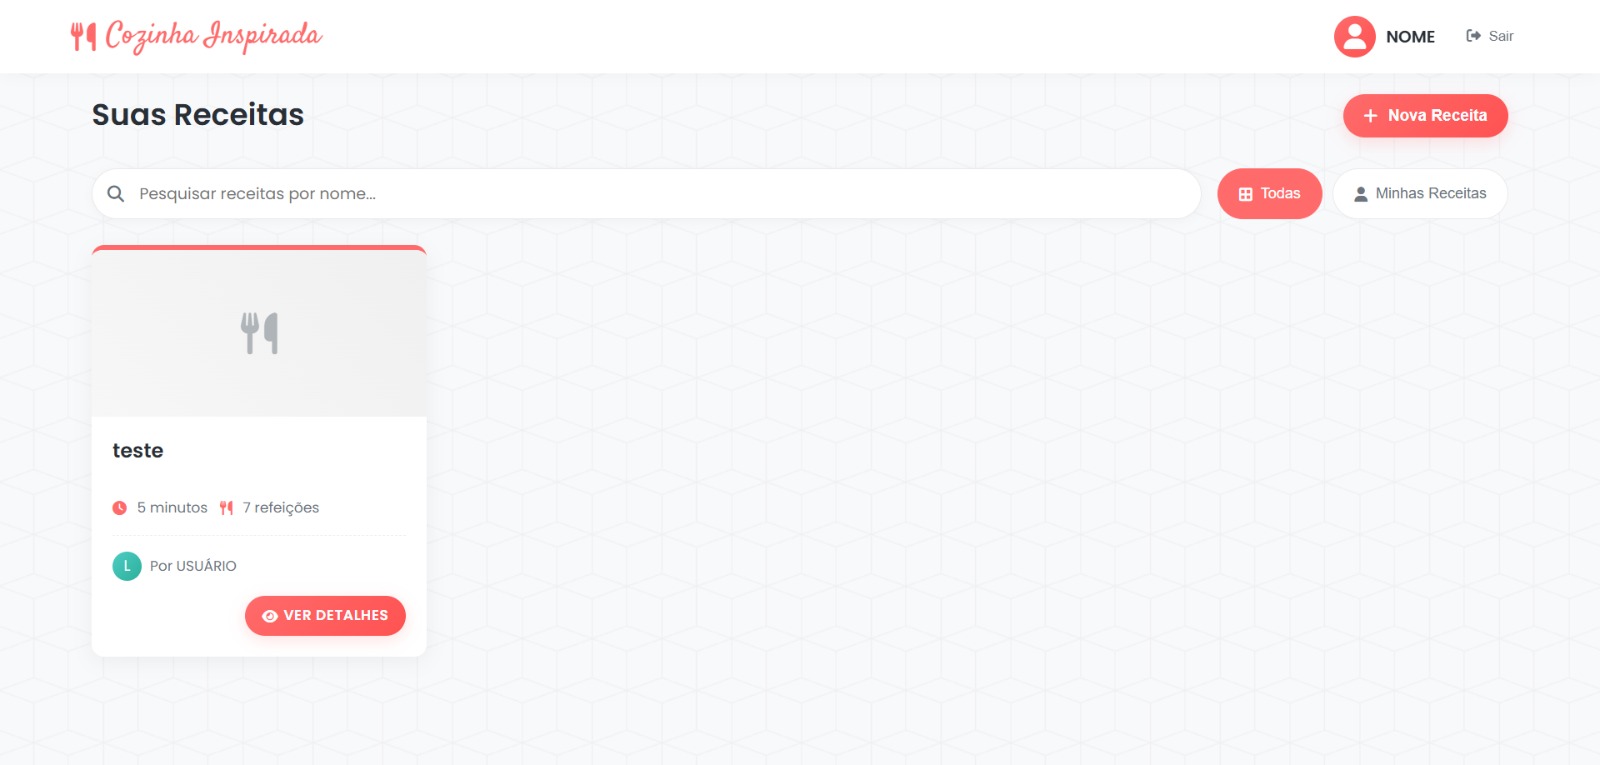 Cozinha Inspirada
NOME
Sair
Suas Receitas
Nova Receita
Pesquisar receitas por nome...
Todas
Minhas Receitas
teste
5 minutos
7 refeições
L
Por USUÁRIO
VER DETALHES